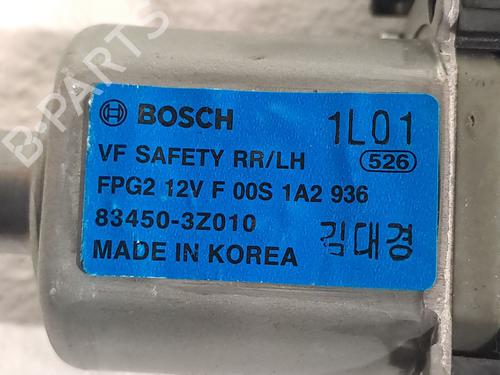 BOSCH 1L01
VF SAFETY RR/LH 526
FPG2 12V F 00S 1A2 936
83450-3Z010
MADE IN KOREA 김대경
B-PARTS